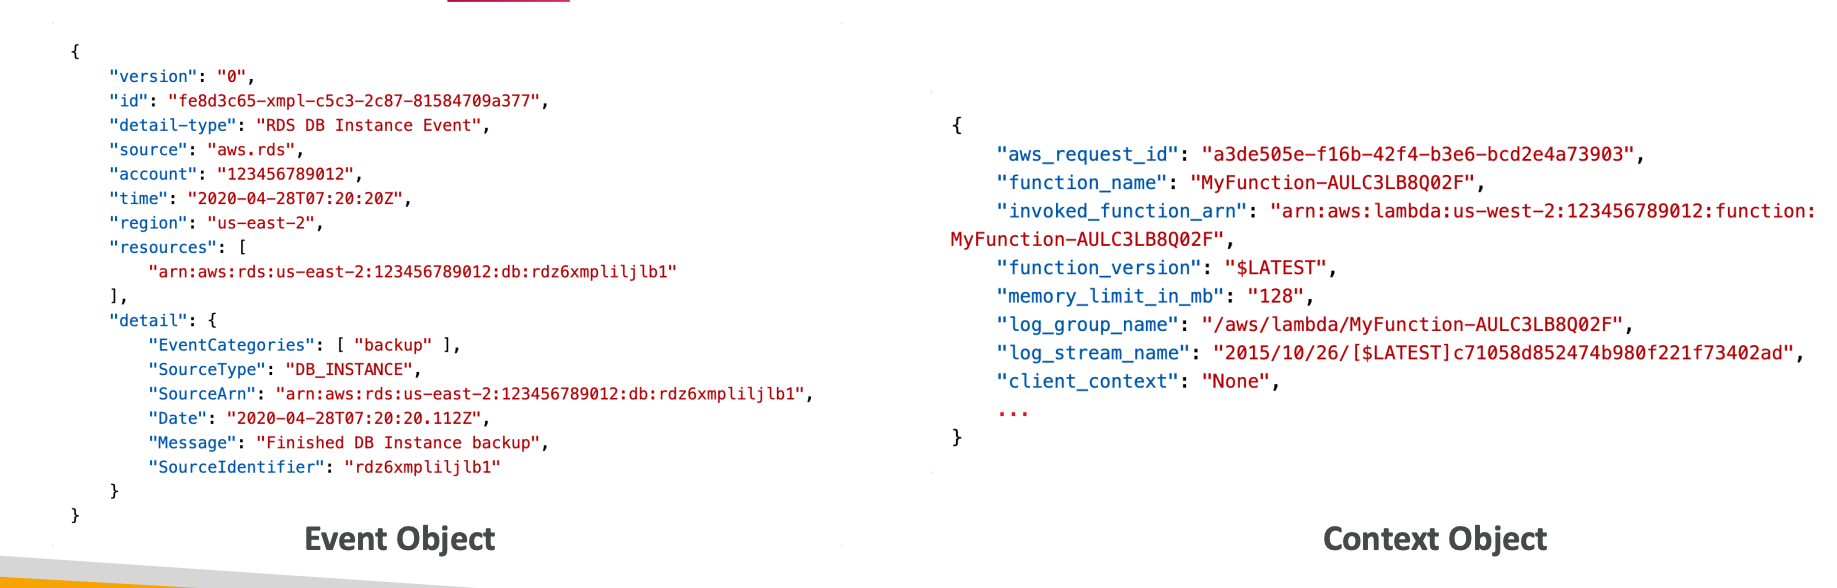 {
"version": "0",
"id": "fe8d3c65-xmpl-c5c3-2c87-81584709a377",
"detail-type": "RDS DB Instance Event",
"source": "aws.rds",
"account": "123456789012",
"time": "2020-04-28T07:20:20Z",
"region": "us-east-2",
"resources": [
"arn:aws:rds:us-east-2:123456789012:db:rdz6xmpliljlb1"
],
"detail": {
"EventCategories": [ "backup" ],
"SourceType": "DB_INSTANCE",
"SourceArn": "arn:aws:rds:us-east-2:123456789012:db:rdz6xmpliljlb1",
"Date": "2020-04-28T07:20:20.112Z",
"Message": "Finished DB Instance backup",
"SourceIdentifier": "rdz6xmpliljlb1"
}
}
Event Object
{
"aws_request_id": "a3de505e-f16b-42f4-b3e6-bcd2e4a73903",
"function_name": "MyFunction-AULC3LB8Q02F",
"invoked_function_arn": "arn:aws:lambda:us-west-2:123456789012:function:
MyFunction-AULC3LB8Q02F",
"function_version": "$LATEST",
"memory_limit_in_mb": "128",
"log_group_name": "/aws/lambda/MyFunction-AULC3LB8Q02F",
"log_stream_name": "2015/10/26/[$LATEST]c71058d852474b980f221f73402ad",
"client_context": "None",
...
}
Context Object